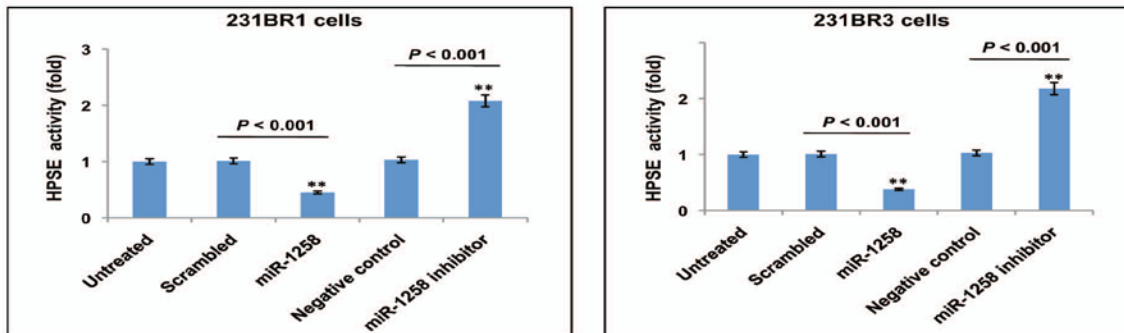 231BR1 cells
HPSE activity (fold)
3
2
1
0
P < 0.001
P < 0.001
**
**
Untreated
Scrambled
miR-1258
Negative control
miR-1258 inhibitor
231BR3 cells
HPSE activity (fold)
2
1
0
P < 0.001
P < 0.001
**
**
Untreated
Scrambled
miR-1258
Negative control
miR-1258 inhibitor